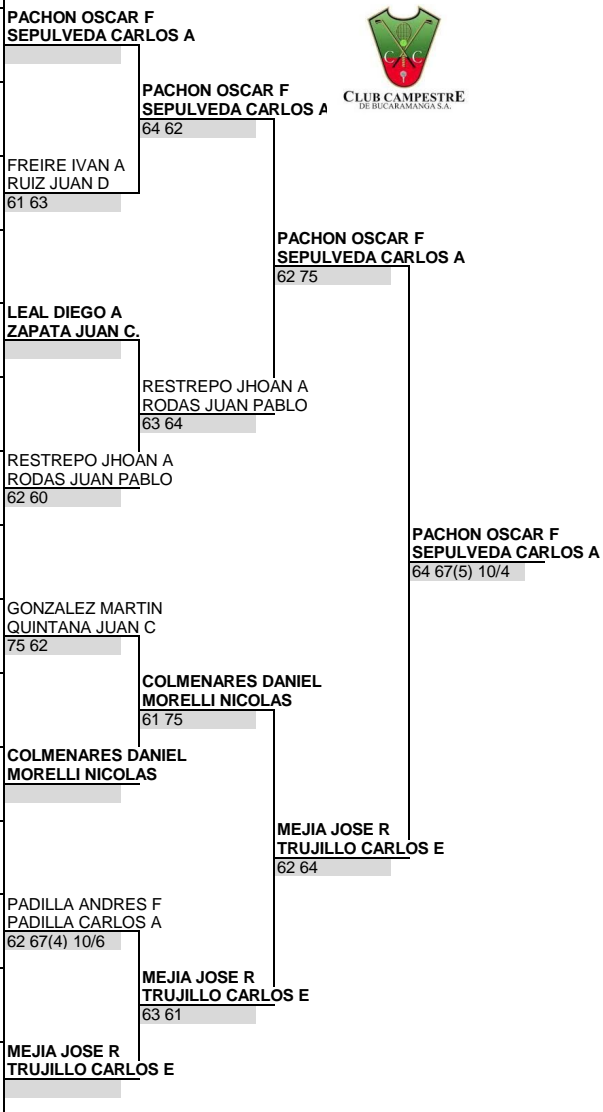 PACHON OSCAR F
SEPULVEDA CARLOS A
CC
CLUB CAMPESTRE
DE BUCARAMANGA S.A.
PACHON OSCAR F
SEPULVEDA CARLOS A
64 62
FREIRE IVAN A
RUIZ JUAN D
61 63
PACHON OSCAR F
SEPULVEDA CARLOS A
62 75
LEAL DIEGO A
ZAPATA JUAN C.
RESTREPO JHOAN A
RODAS JUAN PABLO
63 64
RESTREPO JHOAN A
RODAS JUAN PABLO
62 60
PACHON OSCAR F
SEPULVEDA CARLOS A
64 67(5) 10/4
GONZALEZ MARTIN
QUINTANA JUAN C
75 62
COLMENARES DANIEL
MORELLI NICOLAS
61 75
COLMENARES DANIEL
MORELLI NICOLAS
MEJIA JOSE R
TRUJILLO CARLOS E
62 64
PADILLA ANDRES F
PADILLA CARLOS A
62 67(4) 10/6
MEJIA JOSE R
TRUJILLO CARLOS E
63 61
MEJIA JOSE R
TRUJILLO CARLOS E